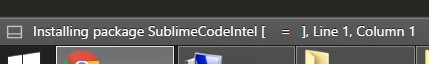 Installing package SublimeCodeIntel [    =   ], Line 1, Column 1